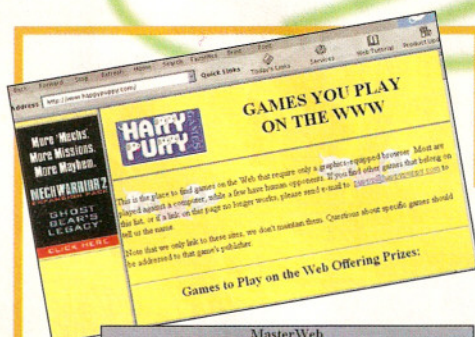 Back Forward Stop Refresh Home Search Favorites Print Font
Address http://www.happypuppy.com/ Quick Links Today's Links Services Web Tutorial Product Updates
More 'Mechs.
More Missions.
More Mayhem.
MECHWARRIOR 2
EXPANSION PACK
GHOST
BEAR'S
LEGACY
CLICK HERE
HAPPY
PUPPY
GAMES
GAMES YOU PLAY
ON THE WWW
This is the place to find games on the Web that require only a graphics-equipped browser. Most are
played against a computer, while a few have human opponents. If you find other games that belong on
this list, or if a link on this page no longer works, please send e-mail to to
tell us the name.
Note that we only link to these sites, we don't maintain them. Questions about specific games should
be addressed to that game's publisher.
Games to Play on the Web Offering Prizes:
MasterWeb